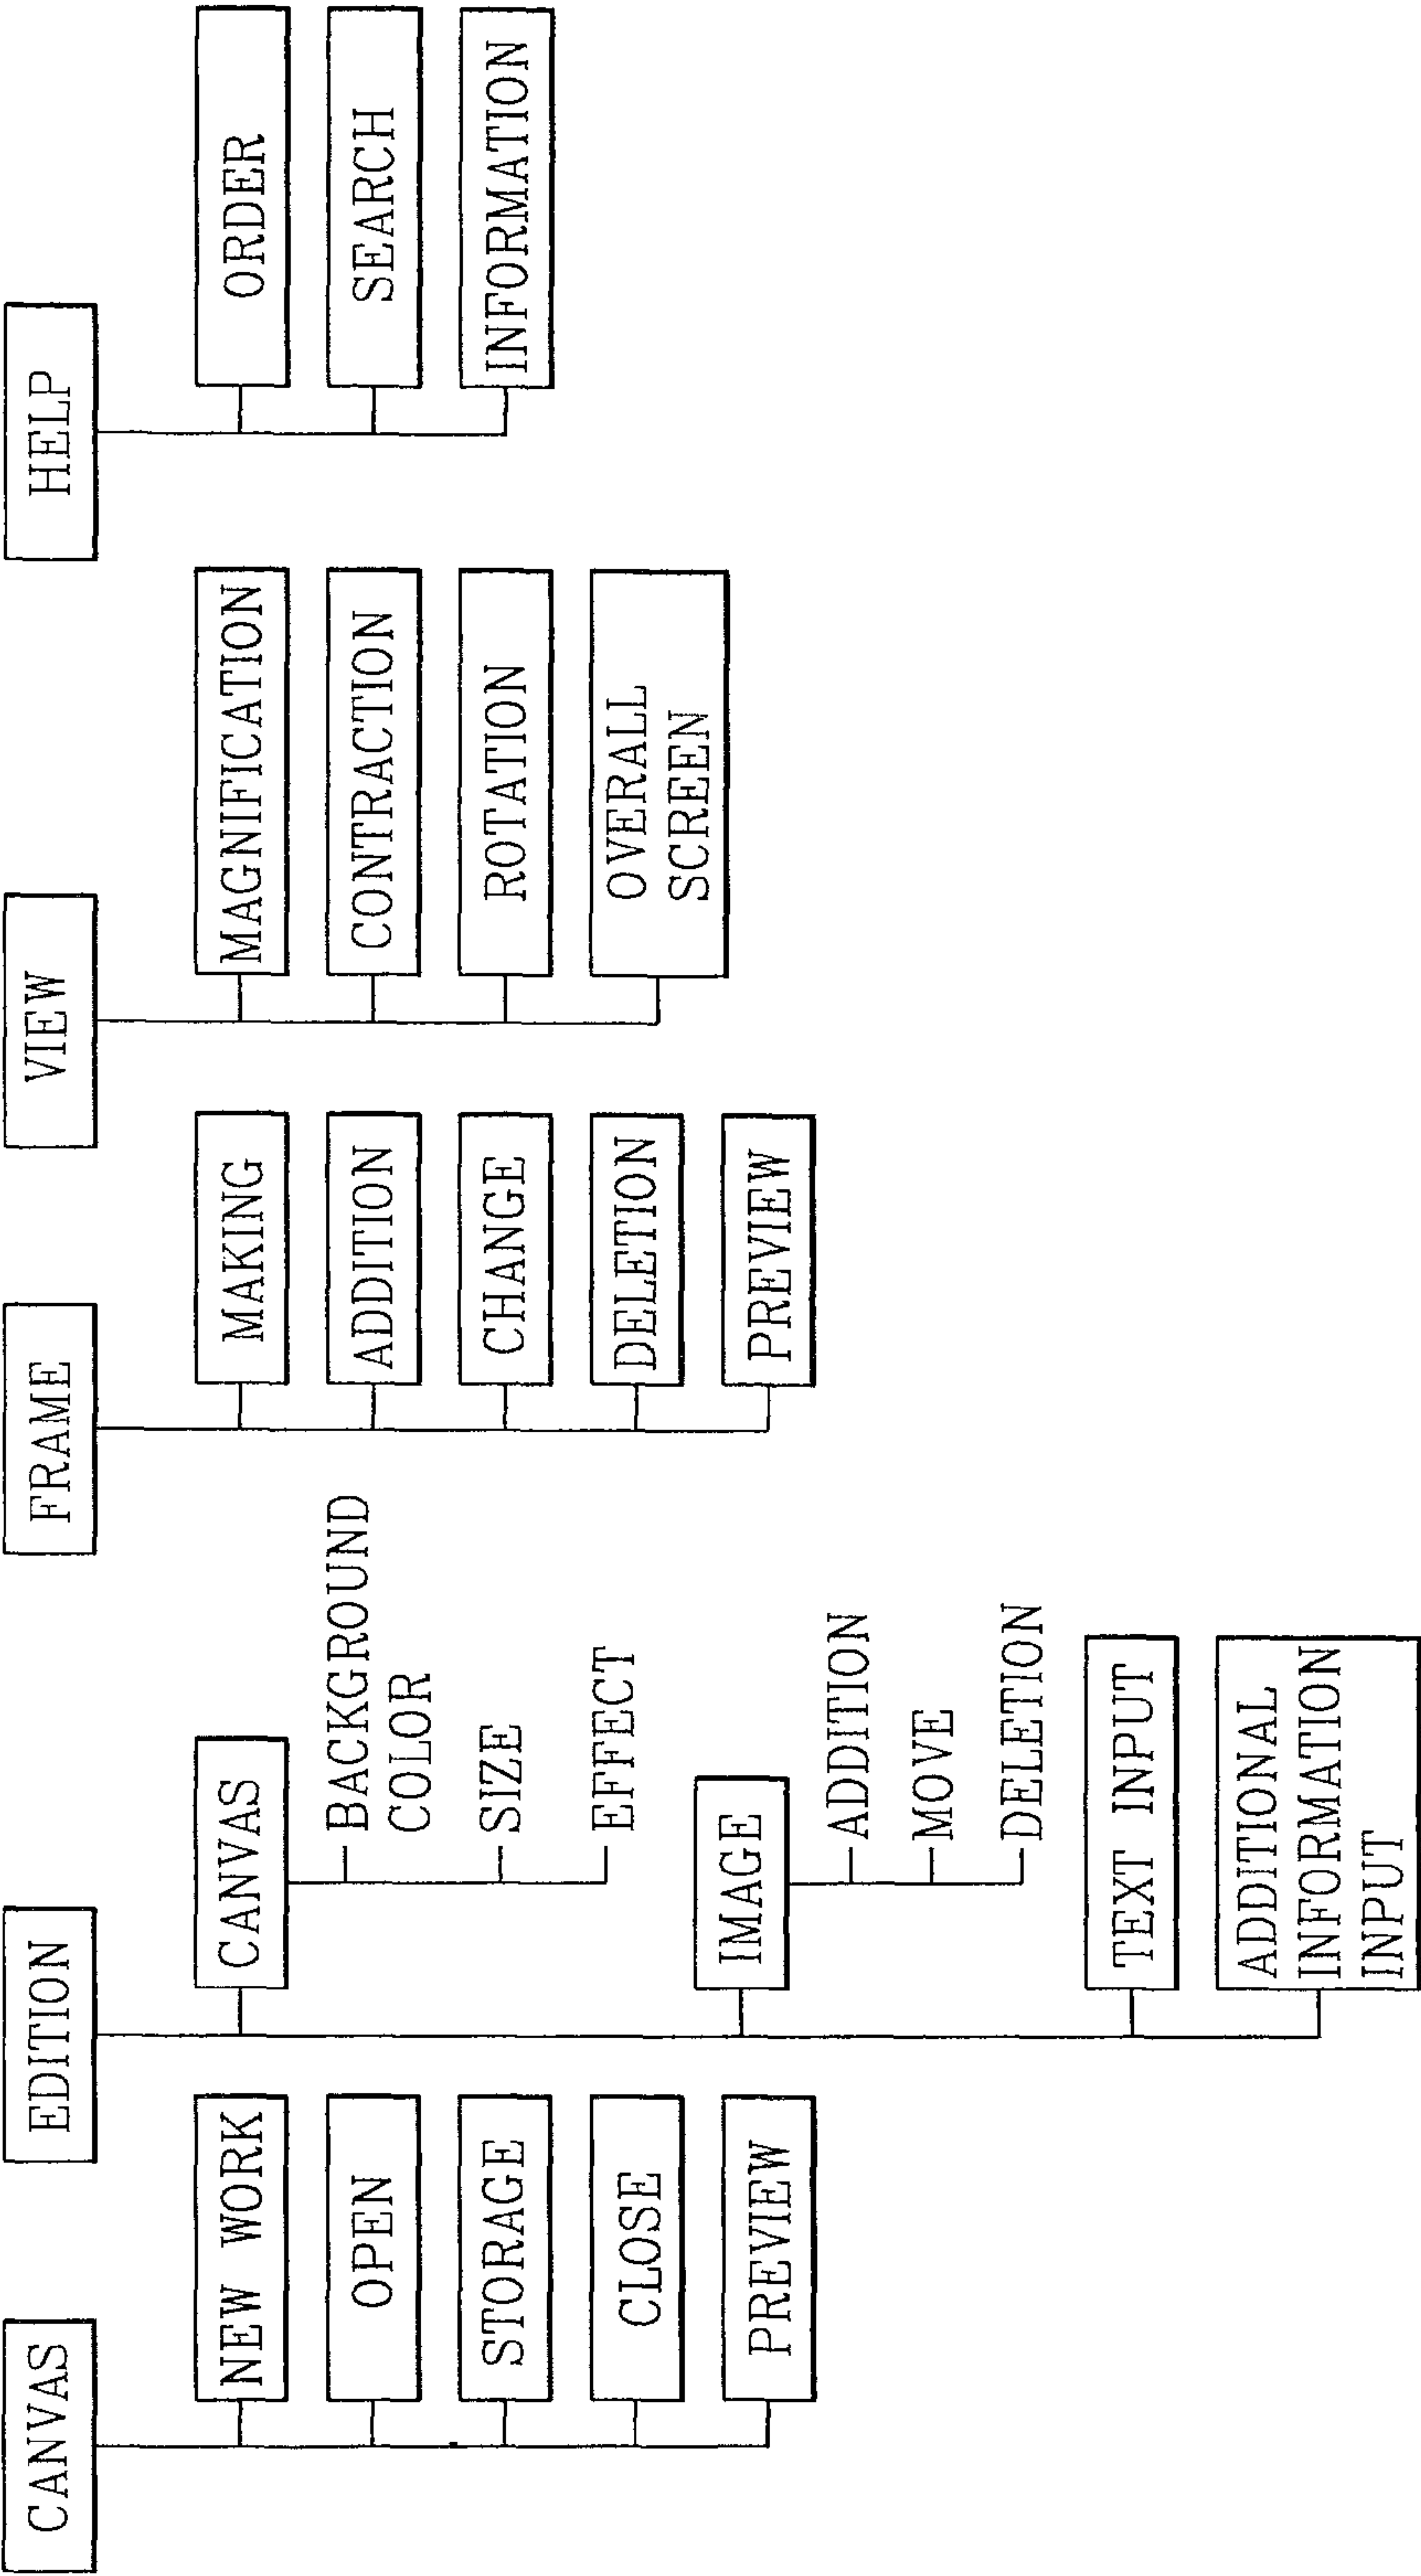 CANVAS
NEW WORK
OPEN
STORAGE
CLOSE
PREVIEW
EDITION
CANVAS
BACKGROUND
COLOR
SIZE
EFFECT
IMAGE
ADDITION
MOVE
DELETION
TEXT INPUT
ADDITIONAL
INFORMATION
INPUT
FRAME
MAKING
ADDITION
CHANGE
DELETION
PREVIEW
VIEW
MAGNIFICATION
CONTRACTION
ROTATION
OVERALL
SCREEN
HELP
ORDER
SEARCH
INFORMATION